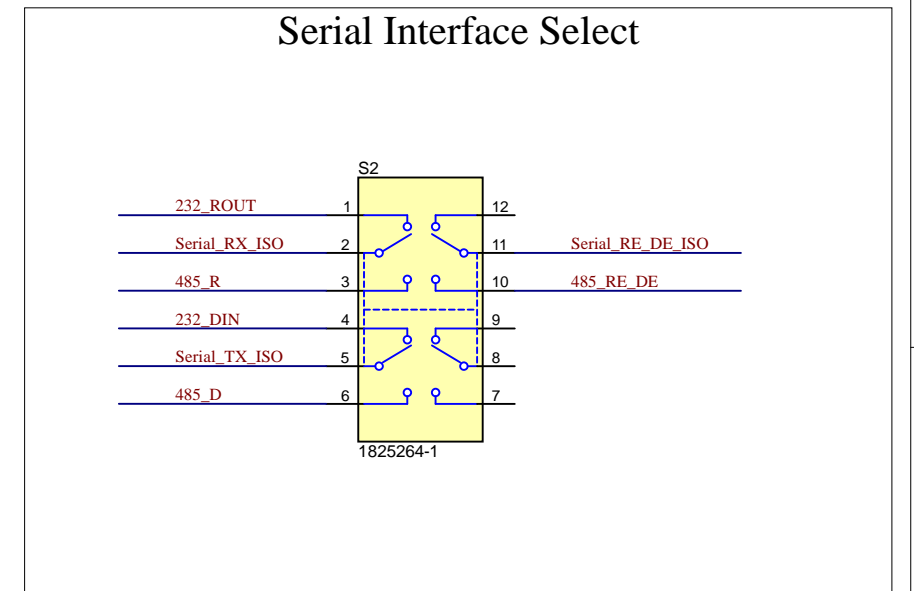 Serial Interface Select
S2
232_ROUT 1 12
Serial_RX_ISO 2 11 Serial_RE_DE_ISO
485_R 3 10 485_RE_DE
232_DIN 4 9
Serial_TX_ISO 5 8
485_D 6 7
1825264-1